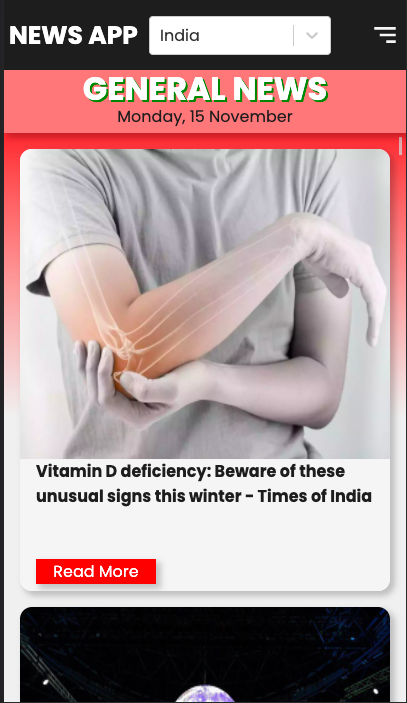 NEWS APP
India
GENERAL NEWS
Monday, 15 November
Vitamin D deficiency: Beware of these
unusual signs this winter - Times of India
Read More